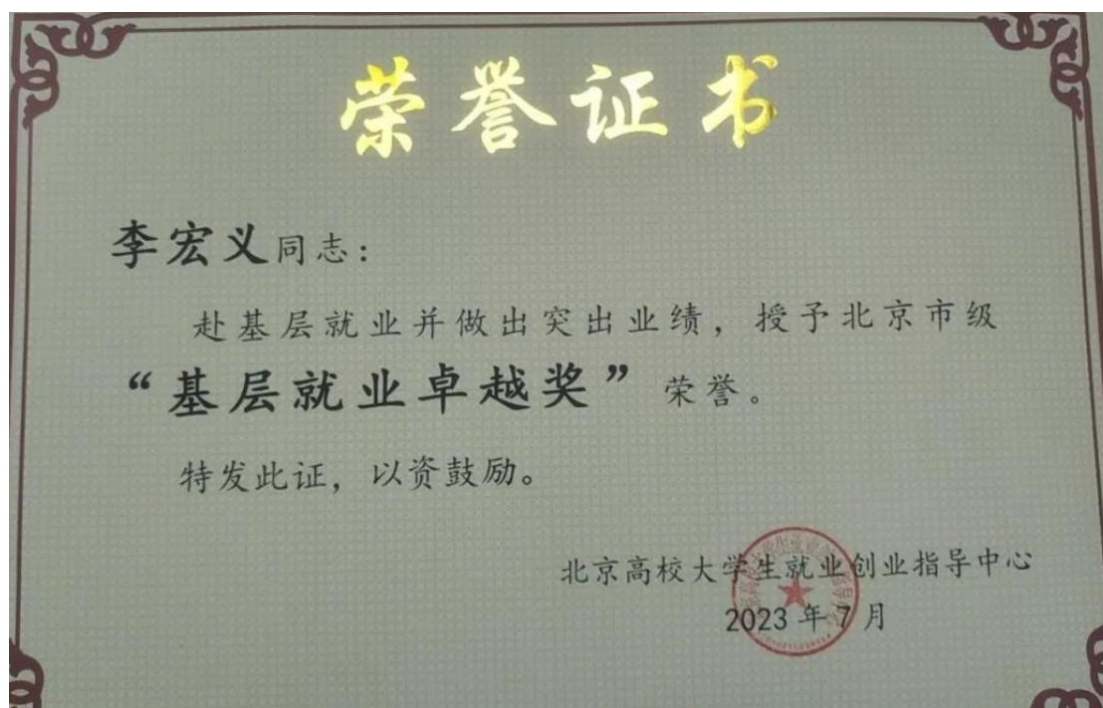 荣誉证书
李宏义同志：
赴基层就业并做出突出业绩，授予北京市级
“基层就业卓越奖”荣誉。
特发此证，以资鼓励。
北京高校大学生就业创业指导中心
2023年7月